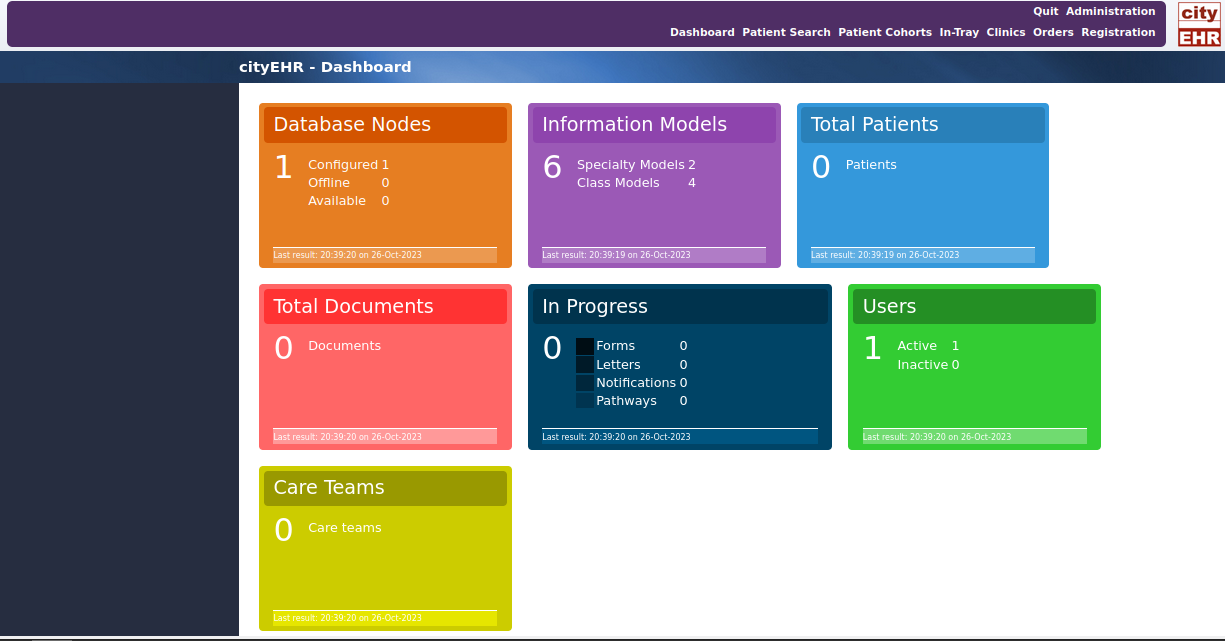 Quit Administration
city
EHR
Dashboard Patient Search Patient Cohorts In-Tray Clinics Orders Registration
cityEHR - Dashboard
Database Nodes
1
Configured 1
Offline 0
Available 0
Last result: 20:39:20 on 26-Oct-2023
Information Models
6
Specialty Models 2
Class Models 4
Last result: 20:39:19 on 26-Oct-2023
Total Patients
0
Patients
Last result: 20:39:19 on 26-Oct-2023
Total Documents
0
Documents
Last result: 20:39:20 on 26-Oct-2023
In Progress
0
Forms 0
Letters 0
Notifications 0
Pathways 0
Last result: 20:39:20 on 26-Oct-2023
Users
1
Active 1
Inactive 0
Last result: 20:39:20 on 26-Oct-2023
Care Teams
0
Care teams
Last result: 20:39:20 on 26-Oct-2023